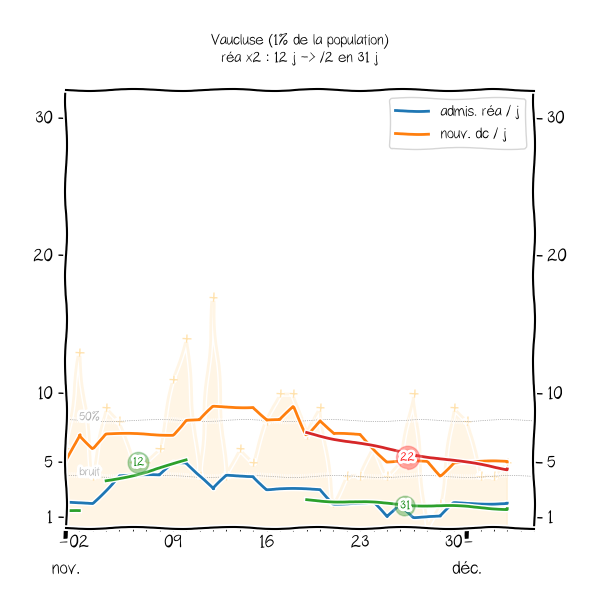 Vaucluse (1% de la population)
réa x2 : 12 j -> /2 en 31 j
admis. réa / j
nouv. dc / j
30 30
20 20
10 10
50%
12
22
5 5
bruit
31
1 1
02 09 16 23 30
nov. déc.